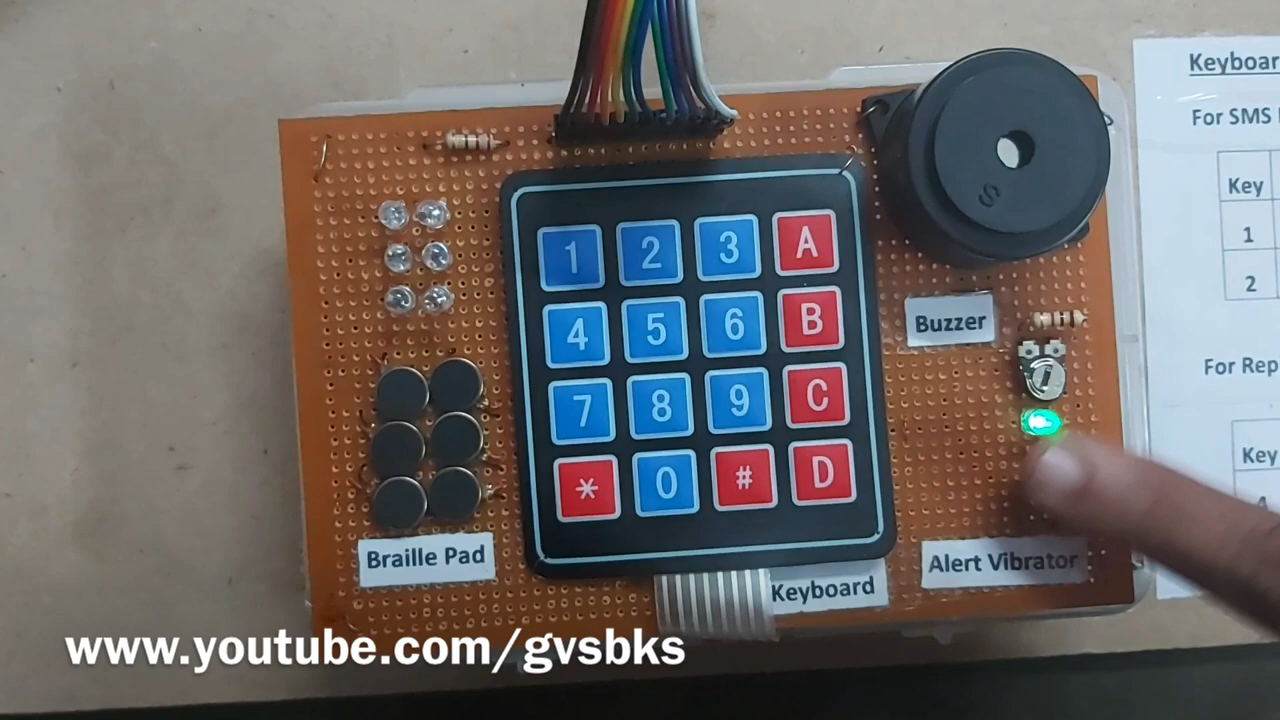 Keyboar
For SMS
Key
1
2
For Rep
Key
S
1 2 3 A
4 5 6 B
7 8 9 C
* 0 # D
Buzzer
Braille Pad
Alert Vibrator
Keyboard
www.youtube.com/gvsbks